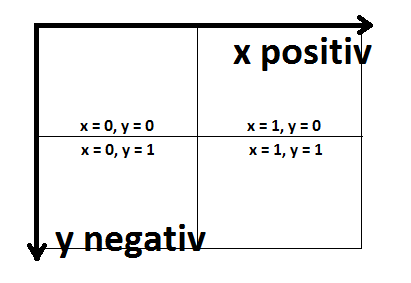 x positiv
x = 0, y = 0
x = 1, y = 0
x = 0, y = 1
x = 1, y = 1
y negativ